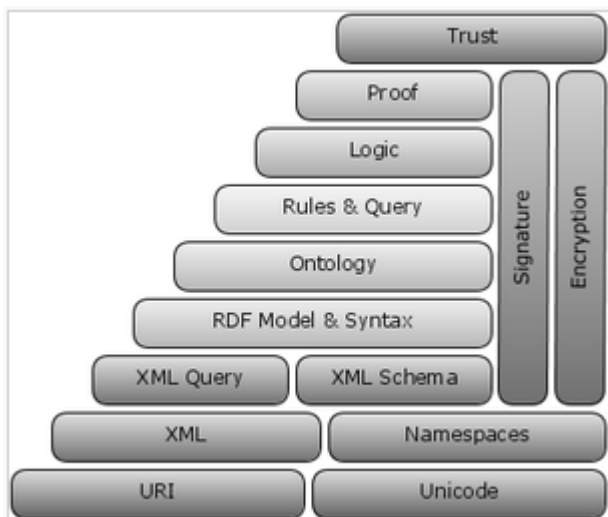 Trust
Proof
Logic
Rules & Query
Ontology
RDF Model & Syntax
XML Query
XML Schema
Signature
Encryption
XML
Namespaces
URI
Unicode